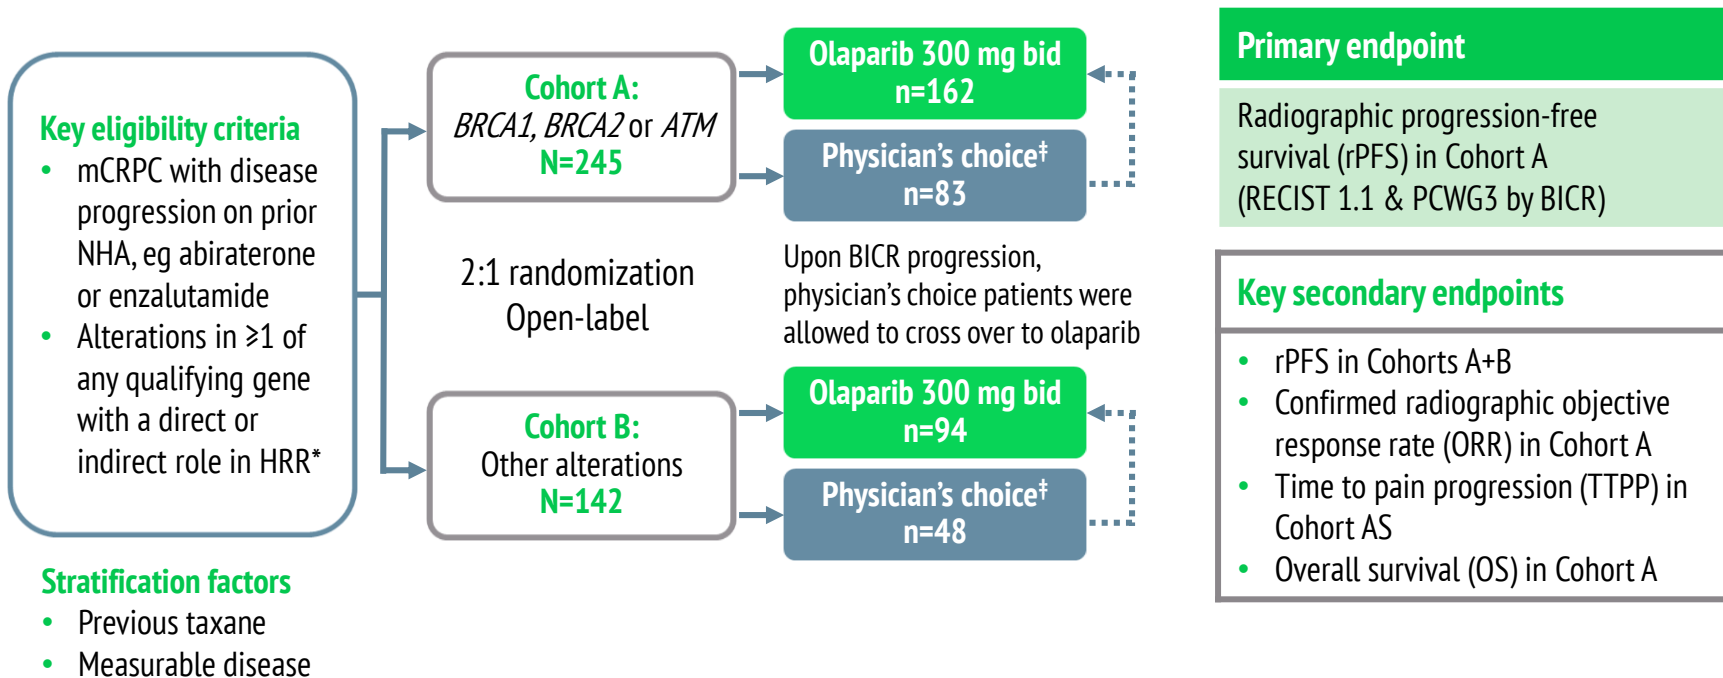 Key eligibility criteria
• mCRPC with disease
progression on prior
NHA, eg abiraterone
or enzalutamide
• Alterations in ≥1 of
any qualifying gene
with a direct or
indirect role in HRR*
Stratification factors
• Previous taxane
• Measurable disease
Cohort A:
BRCA1, BRCA2 or ATM
N=245
2:1 randomization
Open-label
Cohort B:
Other alterations
N=142
Olaparib 300 mg bid
n=162
Physician's choice‡
n=83
Upon BICR progression,
physician's choice patients were
allowed to cross over to olaparib
Olaparib 300 mg bid
n=94
Physician's choice‡
n=48
Primary endpoint
Radiographic progression-free
survival (rPFS) in Cohort A
(RECIST 1.1 & PCWG3 by BICR)
Key secondary endpoints
• rPFS in Cohorts A+B
• Confirmed radiographic objective
response rate (ORR) in Cohort A
• Time to pain progression (TTPP) in
Cohort AS
• Overall survival (OS) in Cohort A